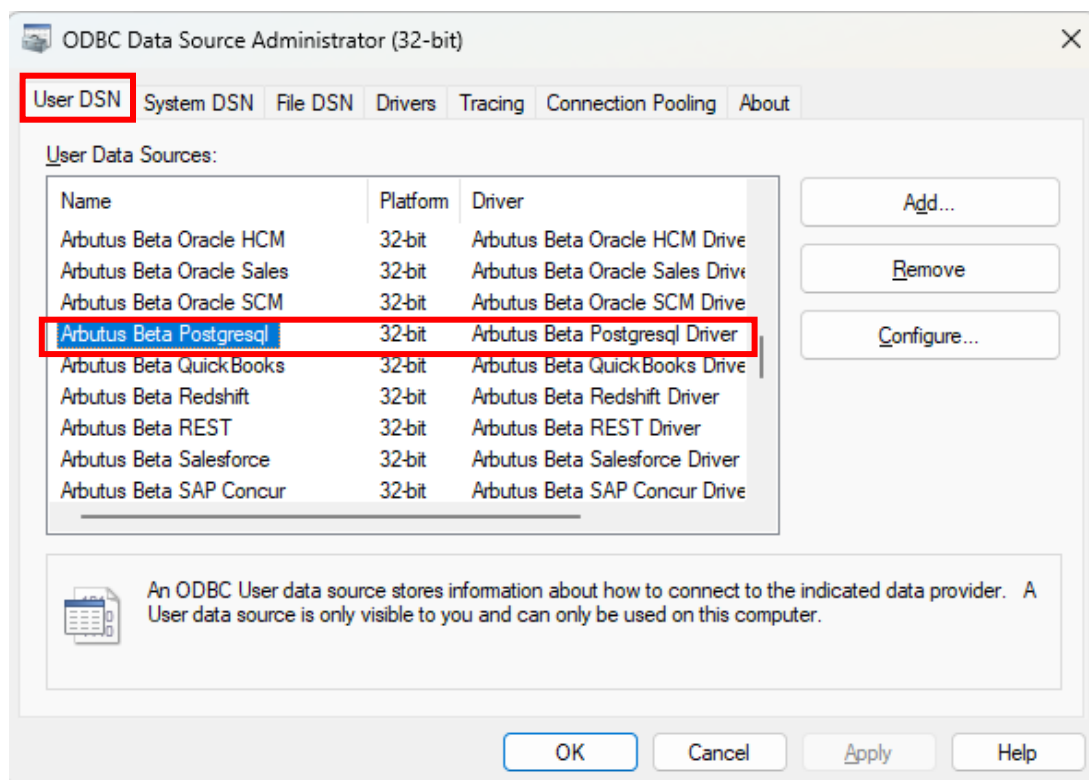 ODBC Data Source Administrator (32-bit)
User DSN System DSN File DSN Drivers Tracing Connection Pooling About
User Data Sources:
Name Platform Driver
Arbutus Beta Oracle HCM 32-bit Arbutus Beta Oracle HCM Drive
Arbutus Beta Oracle Sales 32-bit Arbutus Beta Oracle Sales Drive
Arbutus Beta Oracle SCM 32-bit Arbutus Beta Oracle SCM Drive
Arbutus Beta Postgresql 32-bit Arbutus Beta Postgresql Driver
Arbutus Beta QuickBooks 32-bit Arbutus Beta QuickBooks Drive
Arbutus Beta Redshift 32-bit Arbutus Beta Redshift Driver
Arbutus Beta REST 32-bit Arbutus Beta REST Driver
Arbutus Beta Salesforce 32-bit Arbutus Beta Salesforce Driver
Arbutus Beta SAP Concur 32-bit Arbutus Beta SAP Concur Drive
Add...
Remove
Configure...
An ODBC User data source stores information about how to connect to the indicated data provider. A
User data source is only visible to you and can only be used on this computer.
OK Cancel Apply Help